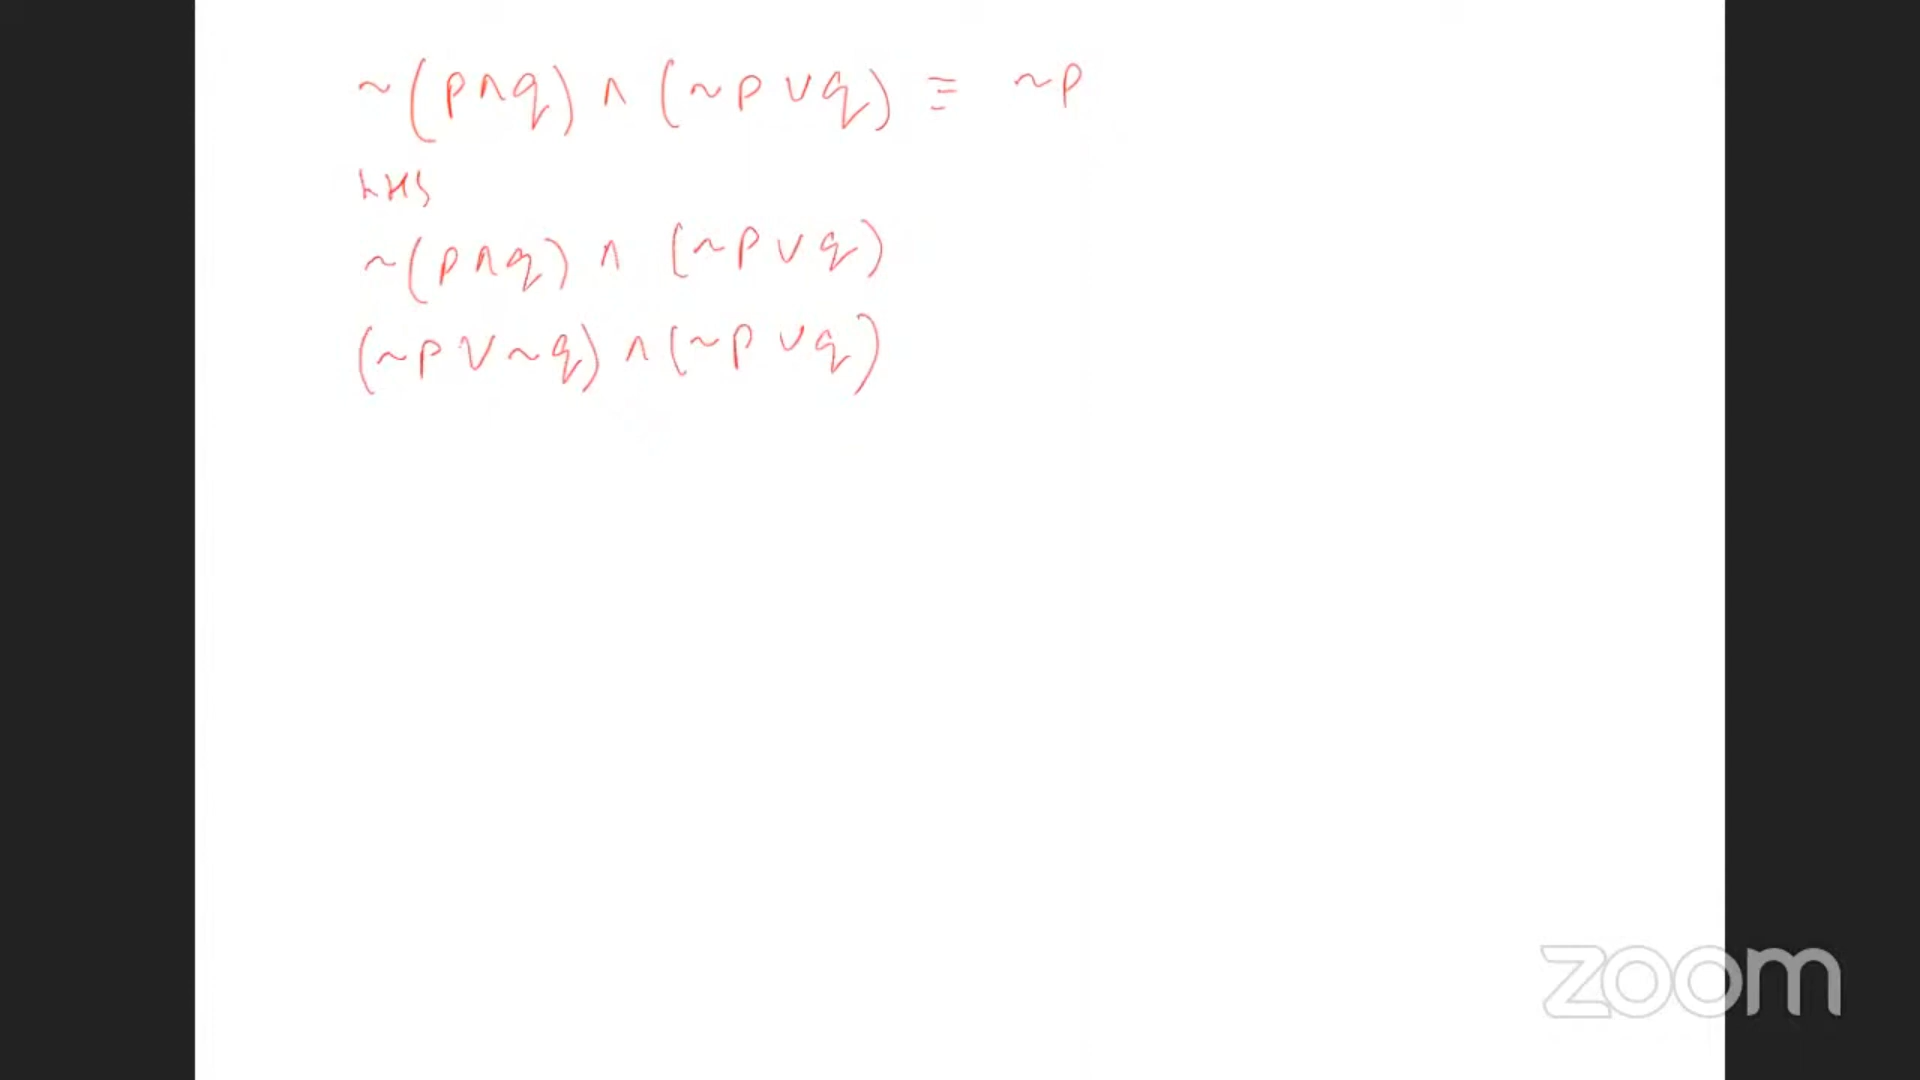 ~(p∧q) ∧ (~p∨q) ≡ ~p
LHS
~(p∧q) ∧ (~p∨q)
(~p∨~q) ∧ (~p∨q)
zoom